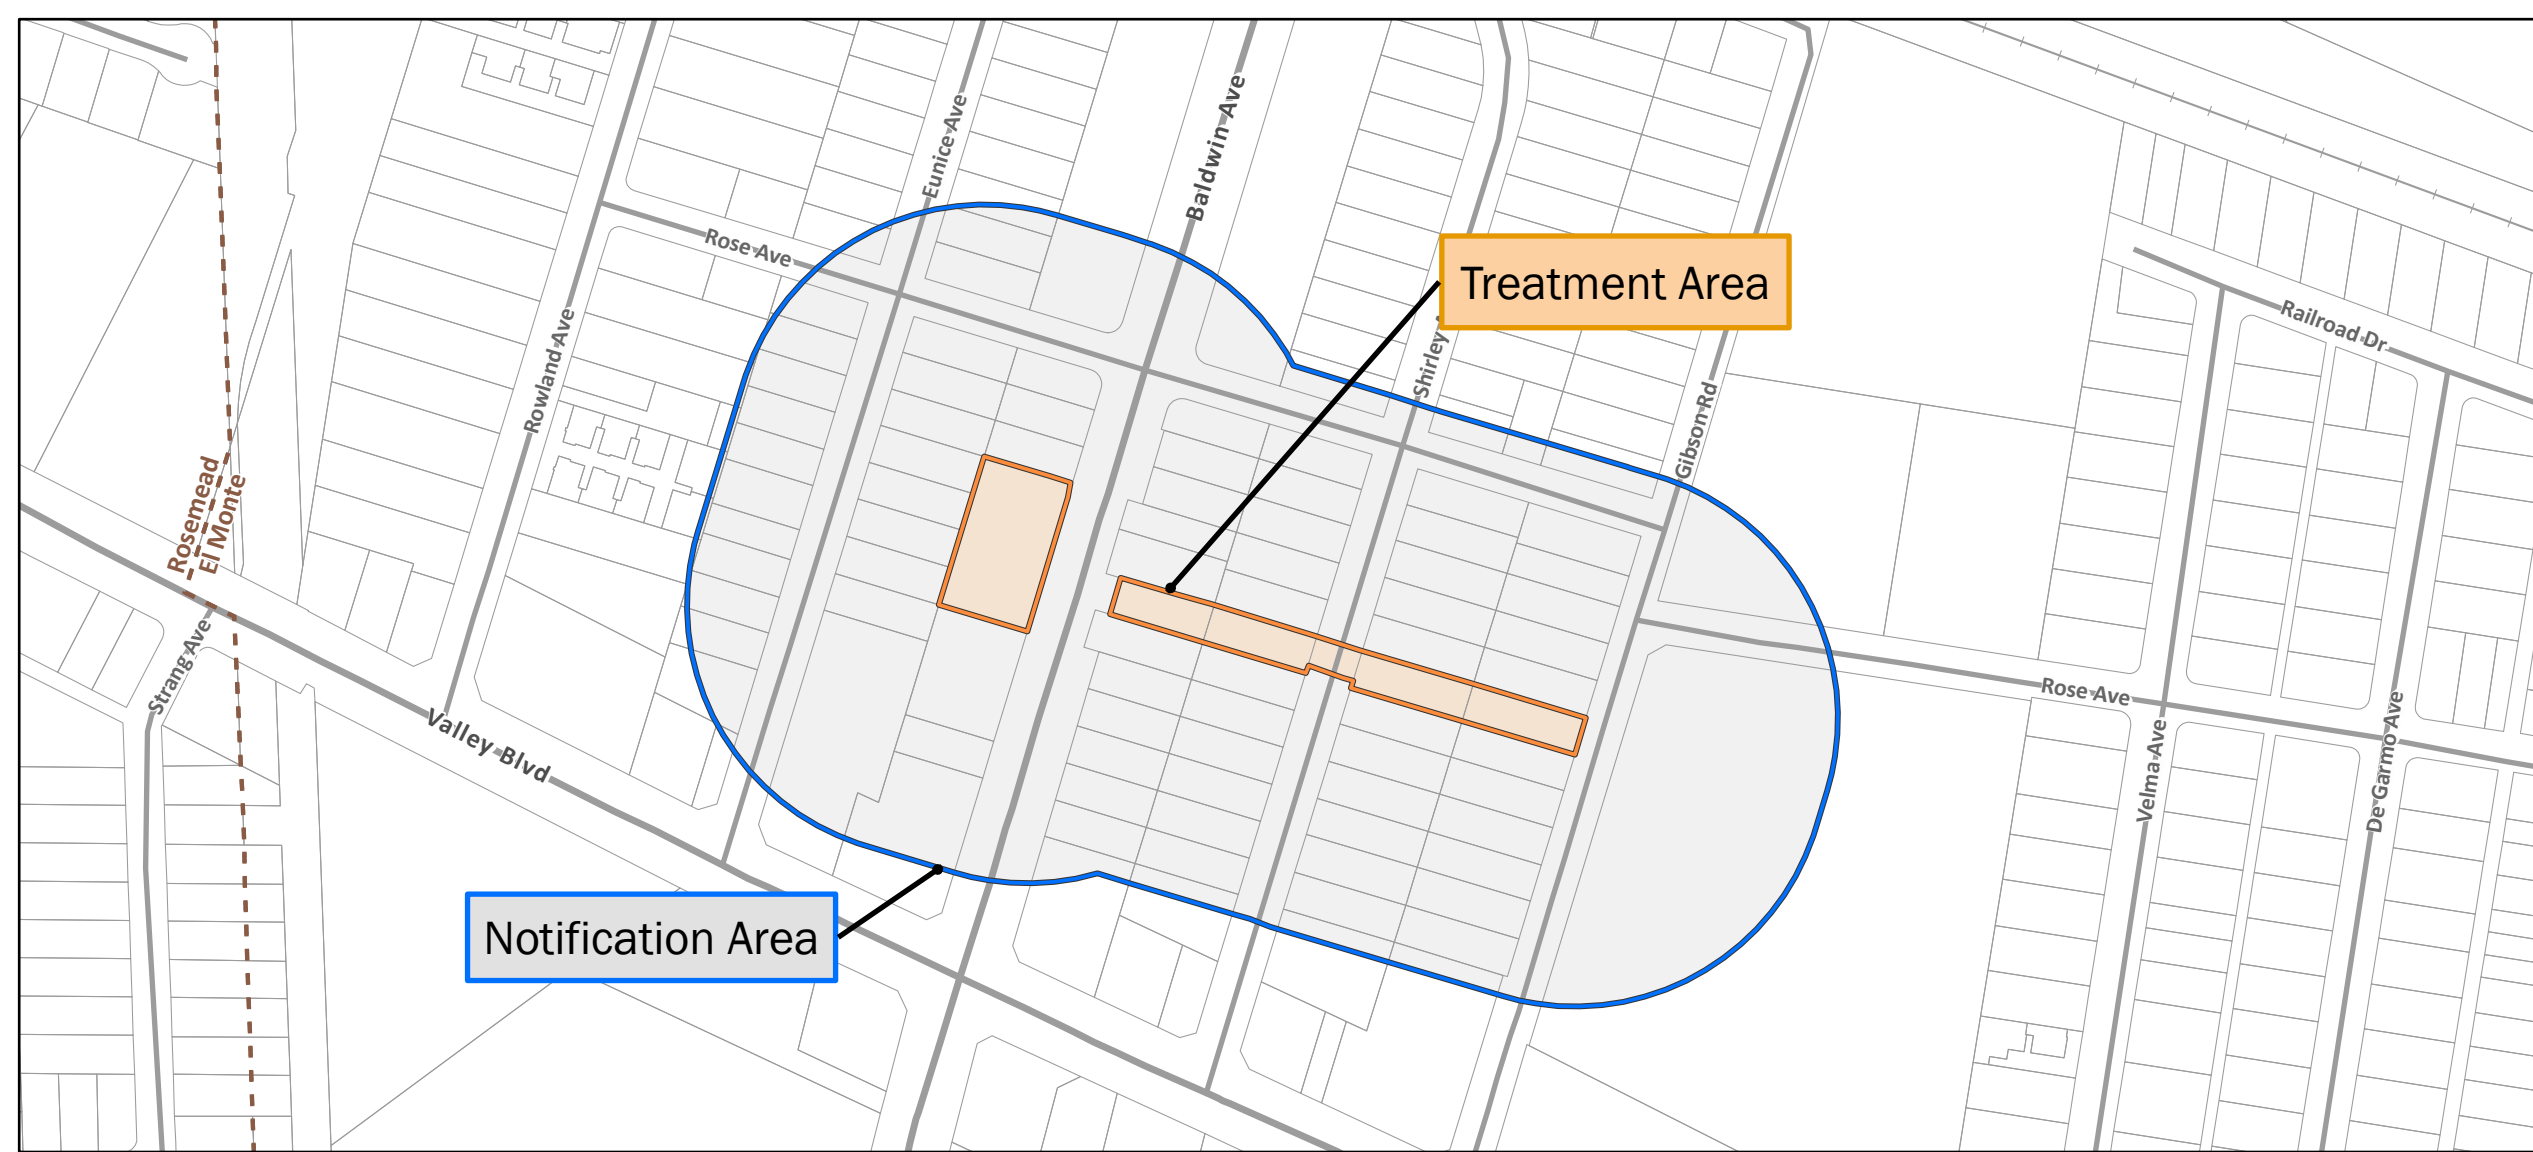 Eunice Ave
Baldwin Ave
Rose Ave
Treatment Area
Rowland Ave
Shirley
Gibson Rd
Railroad Dr
Rosemead
El Monte
Strang Ave
Valley Blvd
Rose Ave
Velma Ave
De Garmo Ave
Notification Area